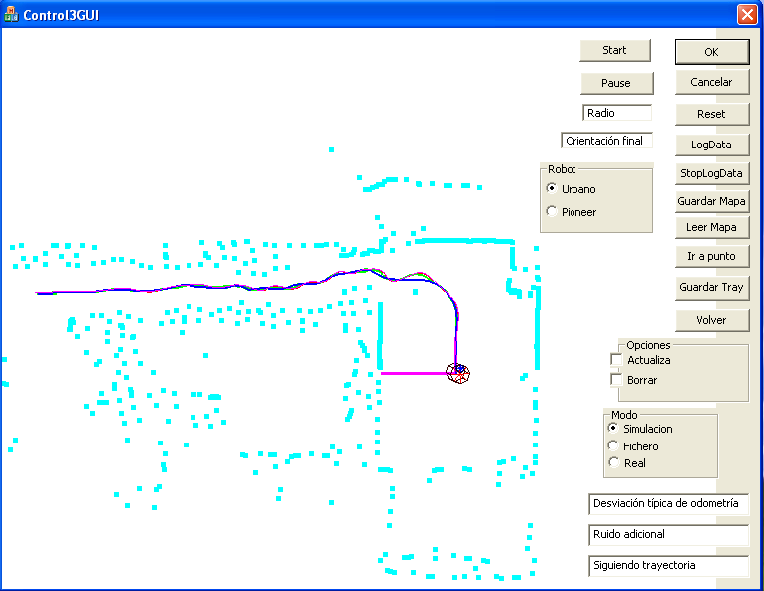 Control3GUI
Start
OK
Pause
Cancelar
Radio
Reset
Orientación final
LogData
Robot
StopLogData
Urbano
Guardar Mapa
Pioneer
Leer Mapa
Ir a punto
Guardar Tray
Volver
Opciones
Actualiza
Borrar
Modo
Simulacion
Fichero
Real
Desviación típica de odometría
Ruido adicional
Siguiendo trayectoria